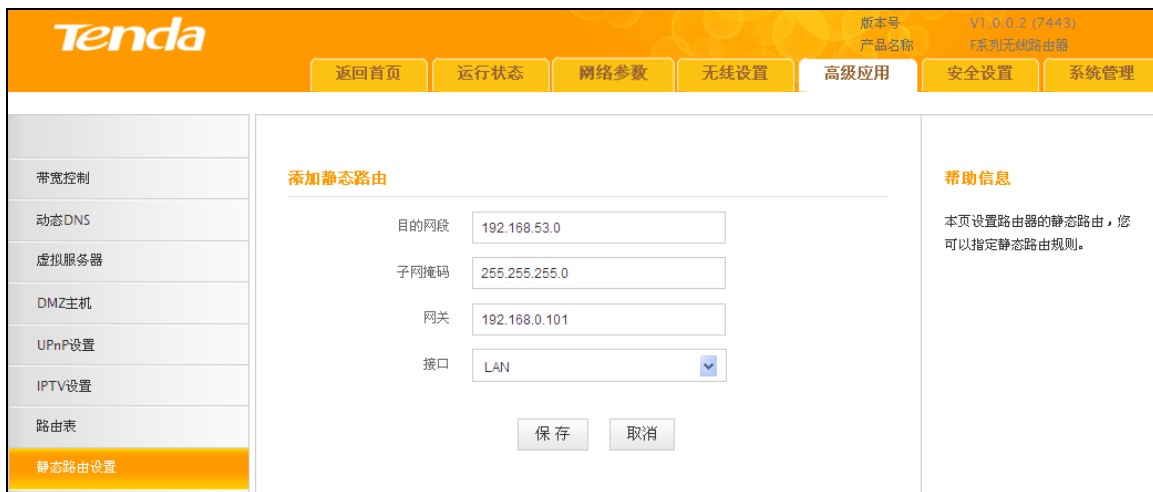 Tenda
版本号 V1.0.0.2 (7443)
产品名称 F系列无线路由器
返回首页 运行状态 网络参数 无线设置 高级应用 安全设置 系统管理
带宽控制
动态DNS
虚拟服务器
DMZ主机
UPnP设置
IPTV设置
路由表
静态路由设置
添加静态路由
目的网段 192.168.53.0
子网掩码 255.255.255.0
网关 192.168.0.101
接口 LAN
保存 取消
帮助信息
本页设置路由器的静态路由，您
可以指定静态路由规则。